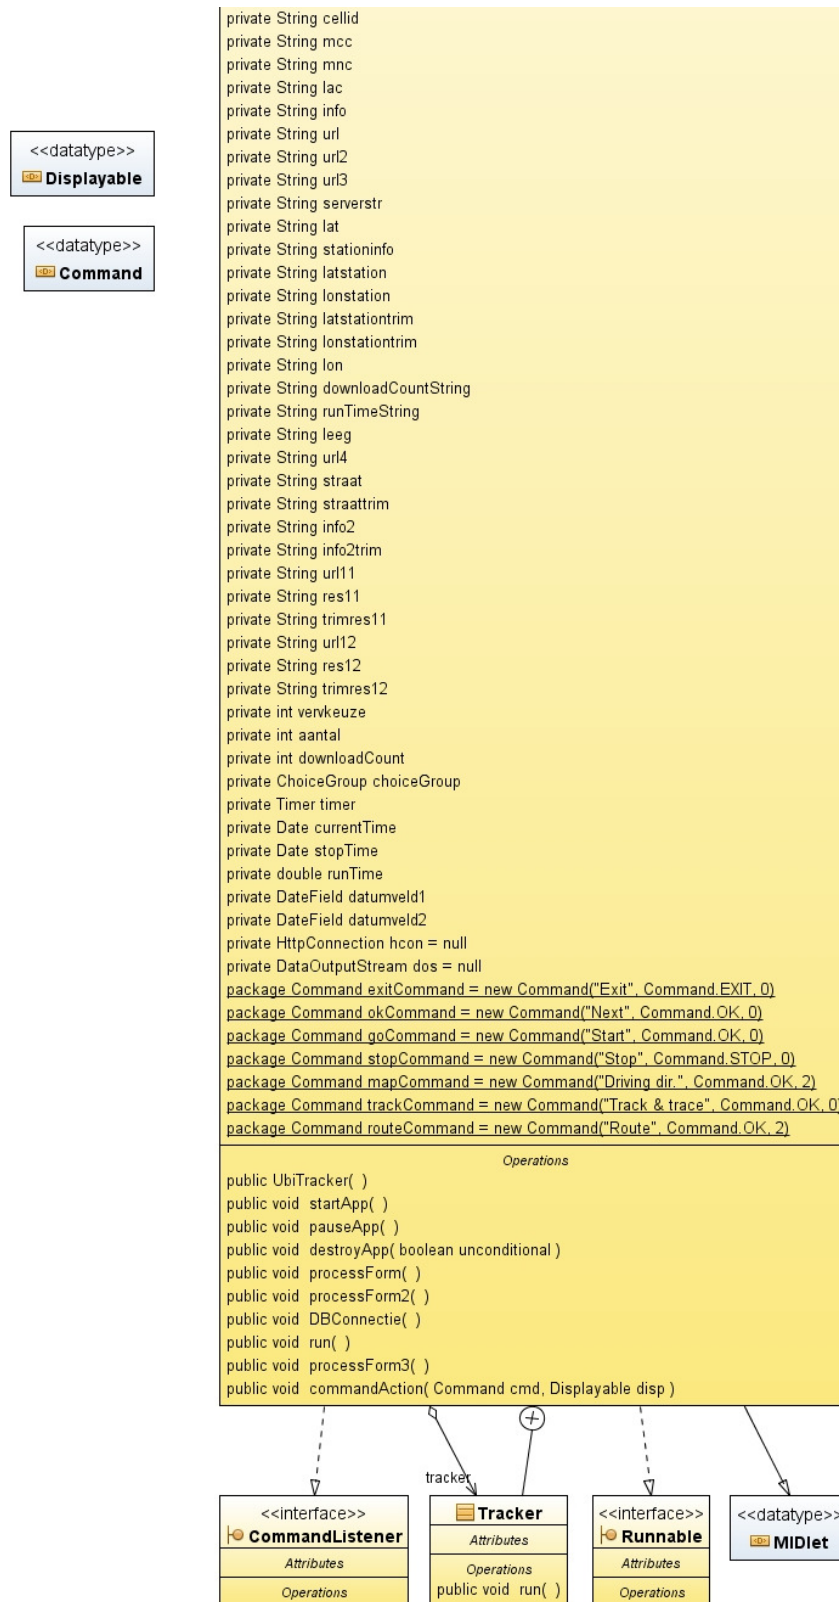 private String cellid
private String mcc
private String mnc
private String lac
private String info
private String url
private String url2
private String url3
private String serverstr
private String lat
private String stationinfo
private String latstation
private String lonstation
private String latstationtrim
private String lonstationtrim
private String lon
private String downloadCountString
private String runTimeString
private String leeg
private String url4
private String straat
private String straattrim
private String info2
private String info2trim
private String url11
private String res11
private String trimres11
private String url12
private String res12
private String trimres12
private int vervkeuze
private int aantal
private int downloadCount
private ChoiceGroup choiceGroup
private Timer timer
private Date currentTime
private Date stopTime
private double runTime
private DateField datumveld1
private DateField datumveld2
private HttpConnection hcon = null
private DataOutputStream dos = null
package Command exitCommand = new Command("Exit", Command.EXIT, 0)
package Command okCommand = new Command("Next", Command.OK, 0)
package Command goCommand = new Command("Start", Command.OK, 0)
package Command stopCommand = new Command("Stop", Command.STOP, 0)
package Command mapCommand = new Command("Driving dir.", Command.OK, 2)
package Command trackCommand = new Command("Track & trace", Command.OK, 0)
package Command routeCommand = new Command("Route", Command.OK, 2)
Operations
public UbiTracker( )
public void startApp( )
public void pauseApp( )
public void destroyApp( boolean unconditional )
public void processForm( )
public void processForm2( )
public void DBConnectie( )
public void run( )
public void processForm3( )
public void commandAction( Command cmd, Displayable disp )
<<datatype>>
Displayable
<<datatype>>
Command
tracker
<<interface>>
CommandListener
Attributes
Operations
Tracker
Attributes
Operations
public void run( )
<<interface>>
Runnable
Attributes
Operations
<<datatype>>
MIDlet